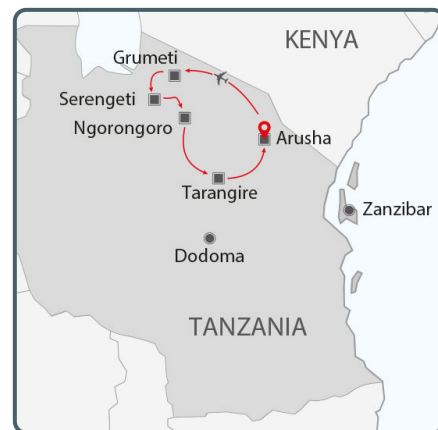 KENYA
Grumeti
Serengeti
Ngorongoro
Arusha
Tarangire
Zanzibar
Dodoma
TANZANIA